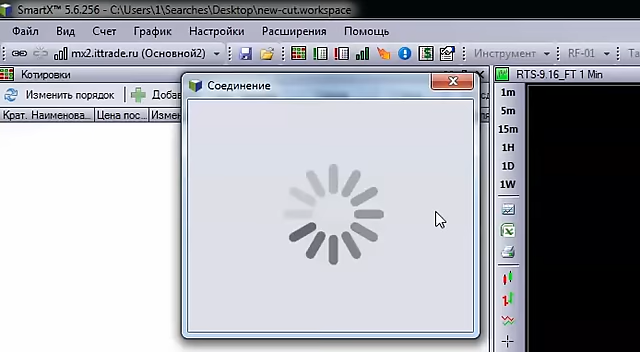 SmartX™ 5.6.256 - C:\Users\1\Searches\Desktop\new-cut.workspace
Файл Вид Счет График Настройки Расширения Помощь
mx2.ittrade.ru (Основной2) Инструмент RF-01
Котировки
Соединение
RTS-9.16_FT 1 Min
Изменить порядок
Крат. Наименова... Цена пос...
1m
5m
15m
1H
1D
1W